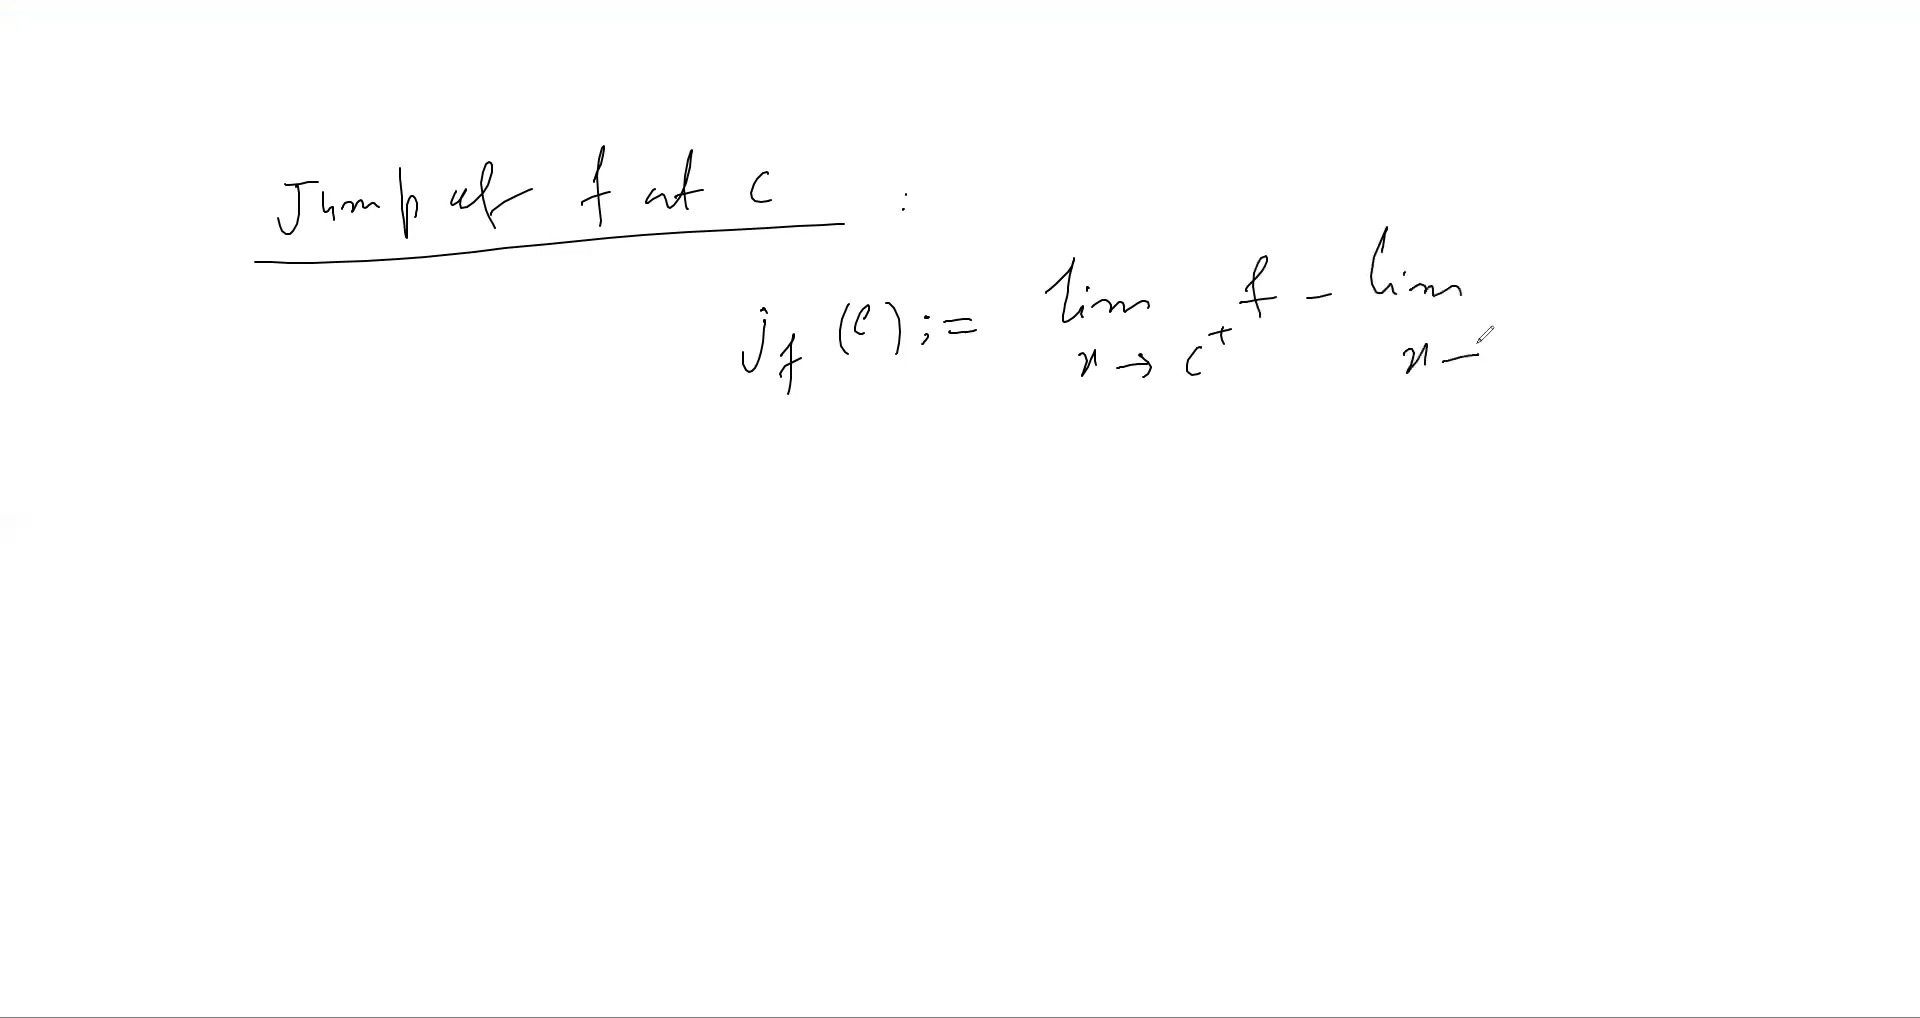 Jump of f at c :
j_f (c) := lim_{x → c^+} f - lim_{x -}